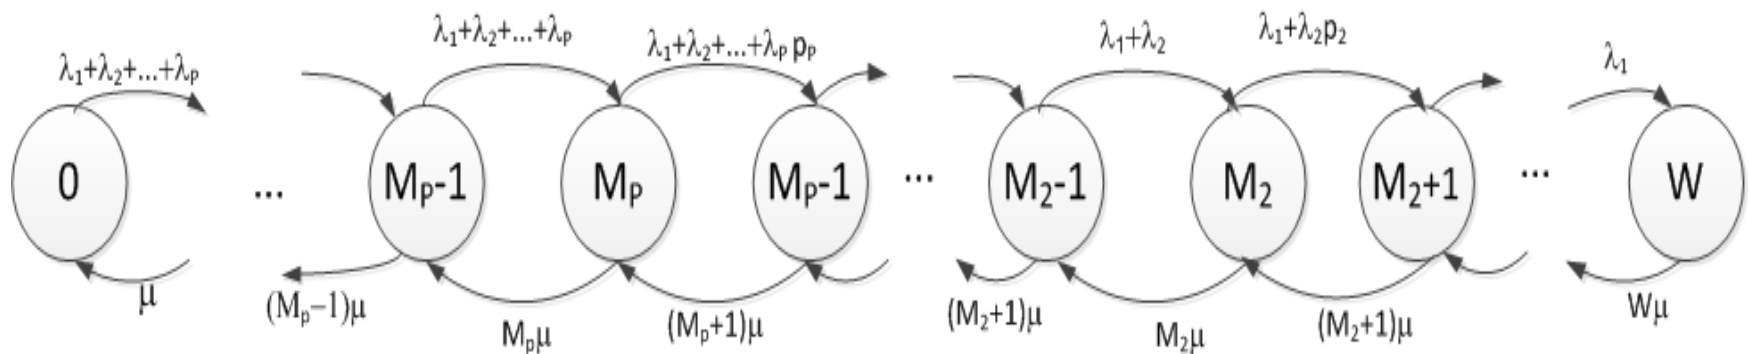 λ₁+λ₂+...+λₚ
λ₁+λ₂+...+λₚ
λ₁+λ₂+...+λₚ pₚ
λ₁+λ₂
λ₁+λ₂p₂
λ₁
0
...
Mₚ-1
Mₚ
Mₚ-1
...
M₂-1
M₂
M₂+1
...
W
μ
(Mₚ-1)μ
Mₚμ
(Mₚ+1)μ
(M₂+1)μ
M₂μ
(M₂+1)μ
Wμ